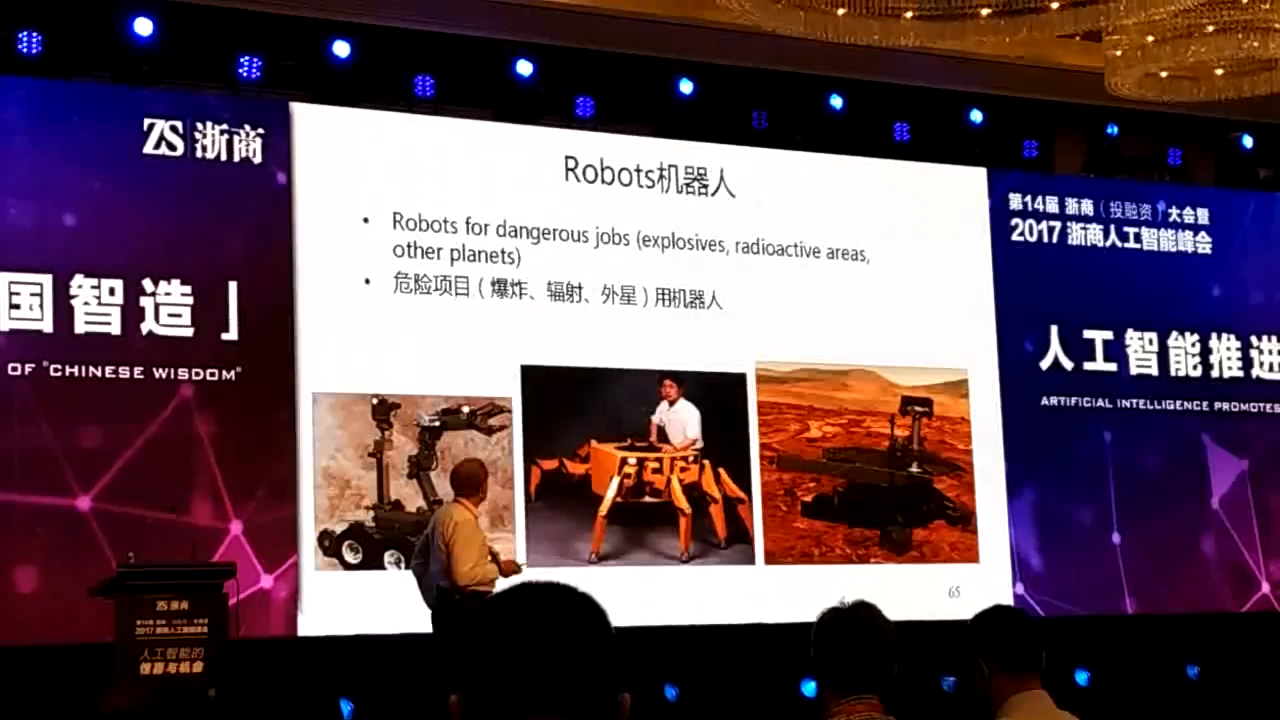 ZS 浙商
国智造」
OF "CHINESE WISDOM"
Robots机器人
• Robots for dangerous jobs (explosives, radioactive areas,
other planets)
• 危险项目（爆炸、辐射、外星）用机器人
65
第14届 浙商（投融资）大会暨
2017 浙商人工智能峰会
人工智能推进
ARTIFICIAL INTELLIGENCE PROMOTES
ZS 浙商
2017 浙商人工智能峰会
人工智能的
与机会